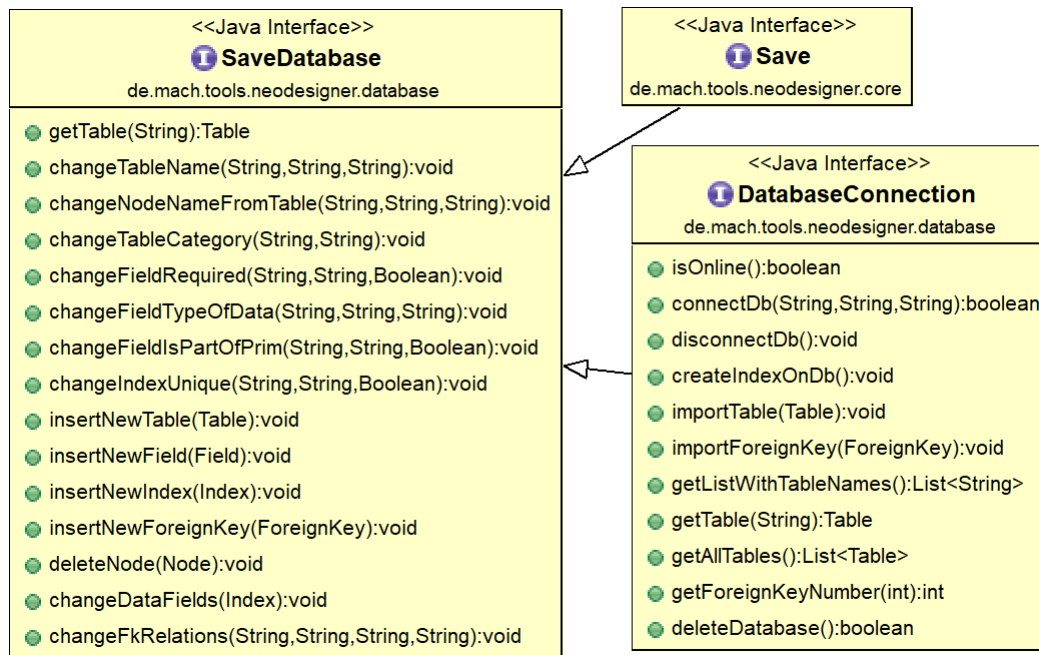 <<Java Interface>>
I SaveDatabase
de.mach.tools.neodesigner.database
getTable(String):Table
changeTableName(String,String,String):void
changeNodeNameFromTable(String,String,String):void
changeTableCategory(String,String):void
changeFieldRequired(String,String,Boolean):void
changeFieldTypeOfData(String,String,String):void
changeFieldIsPartOfPrim(String,String,Boolean):void
changeIndexUnique(String,String,Boolean):void
insertNewTable(Table):void
insertNewField(Field):void
insertNewIndex(Index):void
insertNewForeignKey(ForeignKey):void
deleteNode(Node):void
changeDataFields(Index):void
changeFkRelations(String,String,String,String):void
<<Java Interface>>
I Save
de.mach.tools.neodesigner.core
<<Java Interface>>
I DatabaseConnection
de.mach.tools.neodesigner.database
isOnline():boolean
connectDb(String,String,String):boolean
disconnectDb():void
createIndexOnDb():void
importTable(Table):void
importForeignKey(ForeignKey):void
getListWithTableNames():List<String>
getTable(String):Table
getAllTables():List<Table>
getForeignKeyNumber(int):int
deleteDatabase():boolean